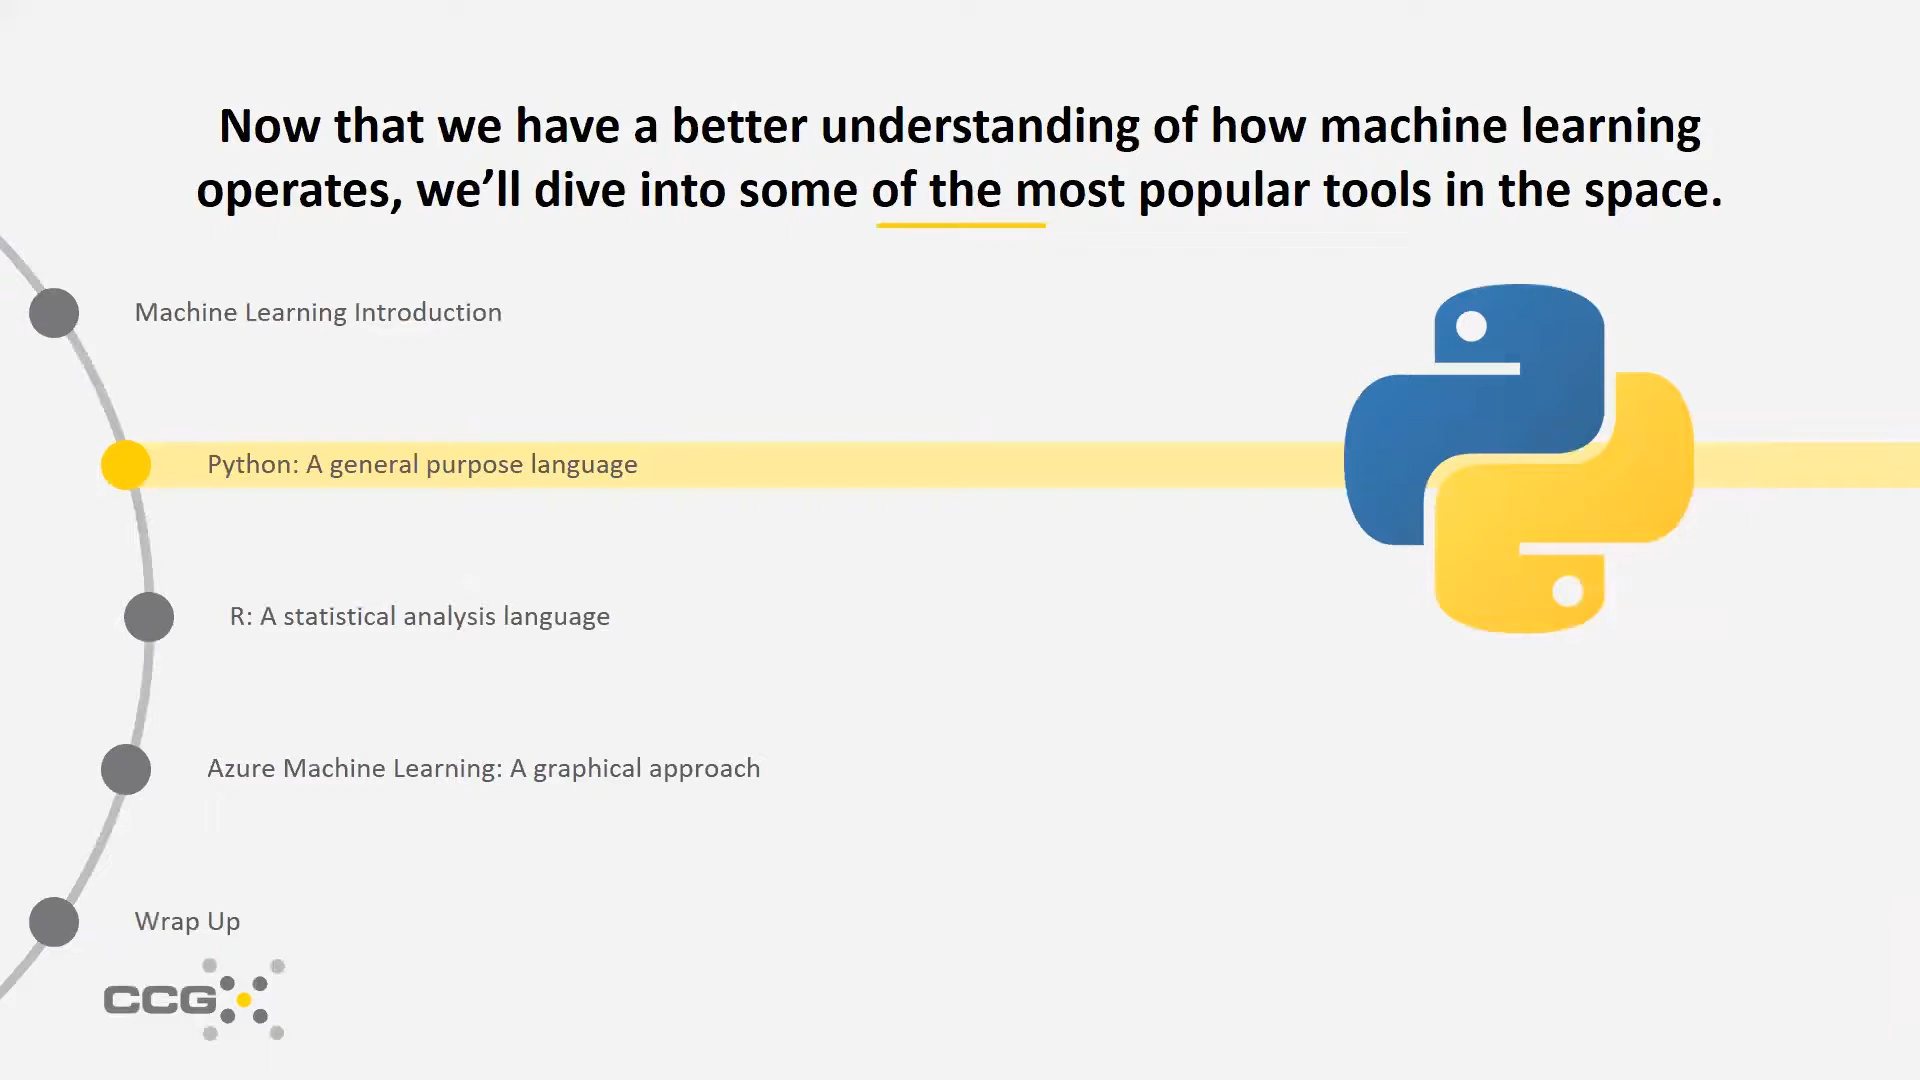 Now that we have a better understanding of how machine learning
operates, we’ll dive into some of the most popular tools in the space.
Machine Learning Introduction
Python: A general purpose language
R: A statistical analysis language
Azure Machine Learning: A graphical approach
Wrap Up
CCG